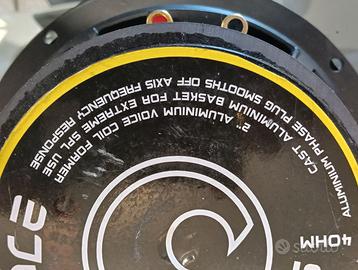 2" ALUMINIUM VOICE COIL FORMER
CAST ALUMINIUM BASKET FOR EXTREME SPL USE
ALUMINIUM PHASE PLUG SMOOTHS OFF AXIS FREQUENCY RESPONSE
4OHM
subito